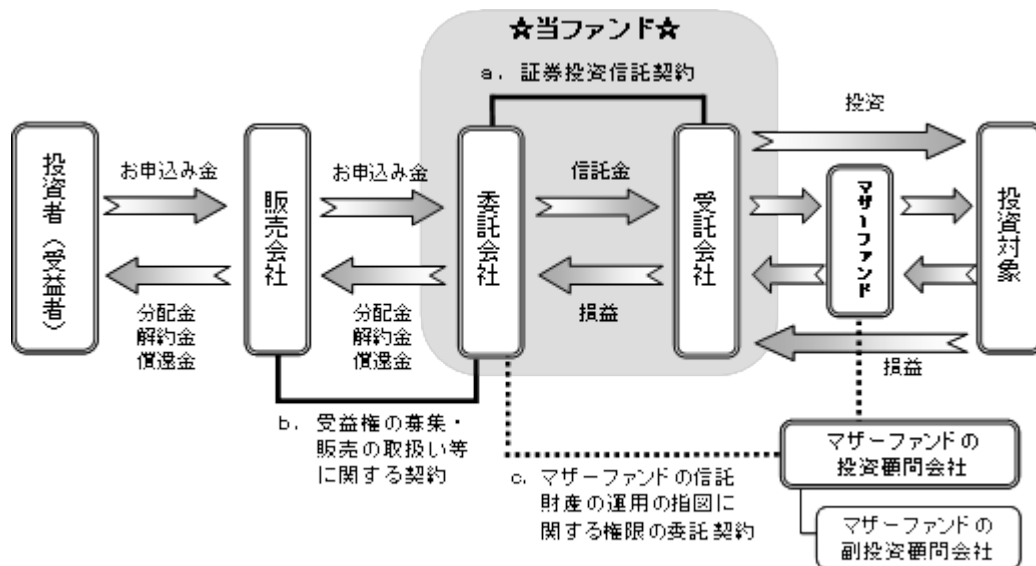 ☆当ファンド☆
a. 証券投資信託契約
投資
投資者(受益者)
お申込み金
販売会社
お申込み金
委託会社
信託金
受託会社
マザーファンド
投資対象
分配金
解約金
償還金
分配金
解約金
償還金
損益
損益
b. 受益権の募集・
販売の取扱い等
に関する契約
c. マザーファンドの信託
財産の運用の指図に
関する権限の委託契約
マザーファンドの
投資顧問会社
マザーファンドの
副投資顧問会社